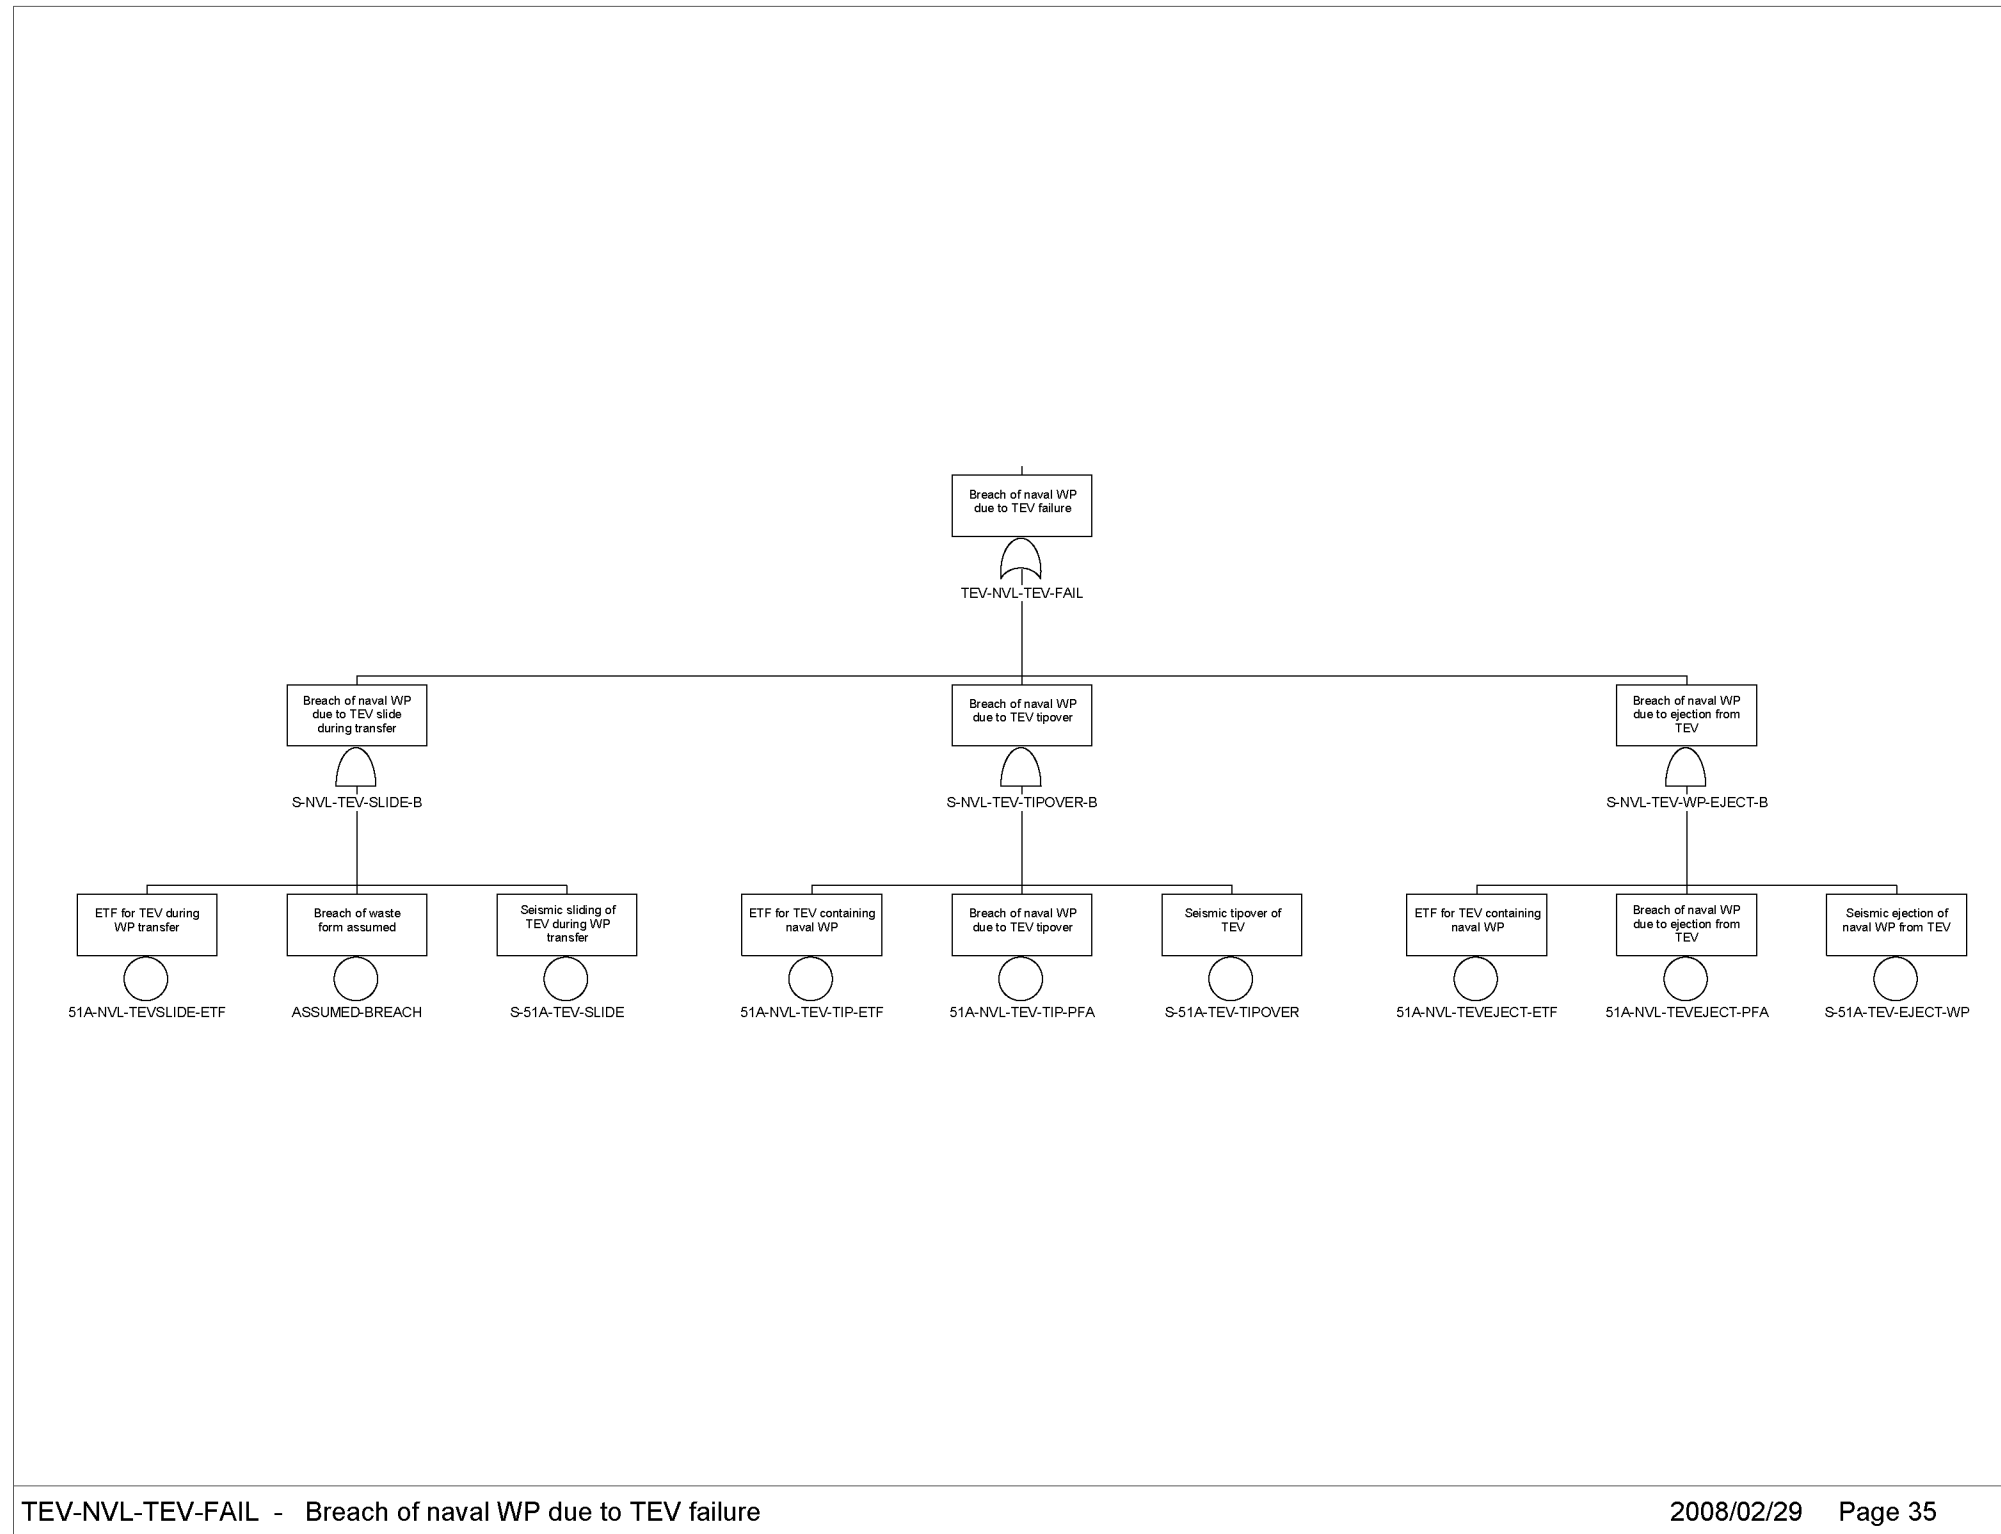 Breach of naval WP
due to TEV failure
TEV-NVL-TEV-FAIL
Breach of naval WP
due to TEV slide
during transfer
S-NVL-TEV-SLIDE-B
Breach of naval WP
due to TEV tipover
S-NVL-TEV-TIPOVER-B
Breach of naval WP
due to ejection from
TEV
S-NVL-TEV-WP-EJECT-B
ETF for TEV during
WP transfer
51A-NVL-TEVSLIDE-ETF
Breach of waste
form assumed
ASSUMED-BREACH
Seismic sliding of
TEV during WP
transfer
S-51A-TEV-SLIDE
ETF for TEV containing
naval WP
51A-NVL-TEV-TIP-ETF
Breach of naval WP
due to TEV tipover
51A-NVL-TEV-TIP-PFA
Seismic tipover of
TEV
S-51A-TEV-TIPOVER
ETF for TEV containing
naval WP
51A-NVL-TEVEJECT-ETF
Breach of naval WP
due to ejection from
TEV
51A-NVL-TEVEJECT-PFA
Seismic ejection of
naval WP from TEV
S-51A-TEV-EJECT-WP
TEV-NVL-TEV-FAIL - Breach of naval WP due to TEV failure
2008/02/29 Page 35